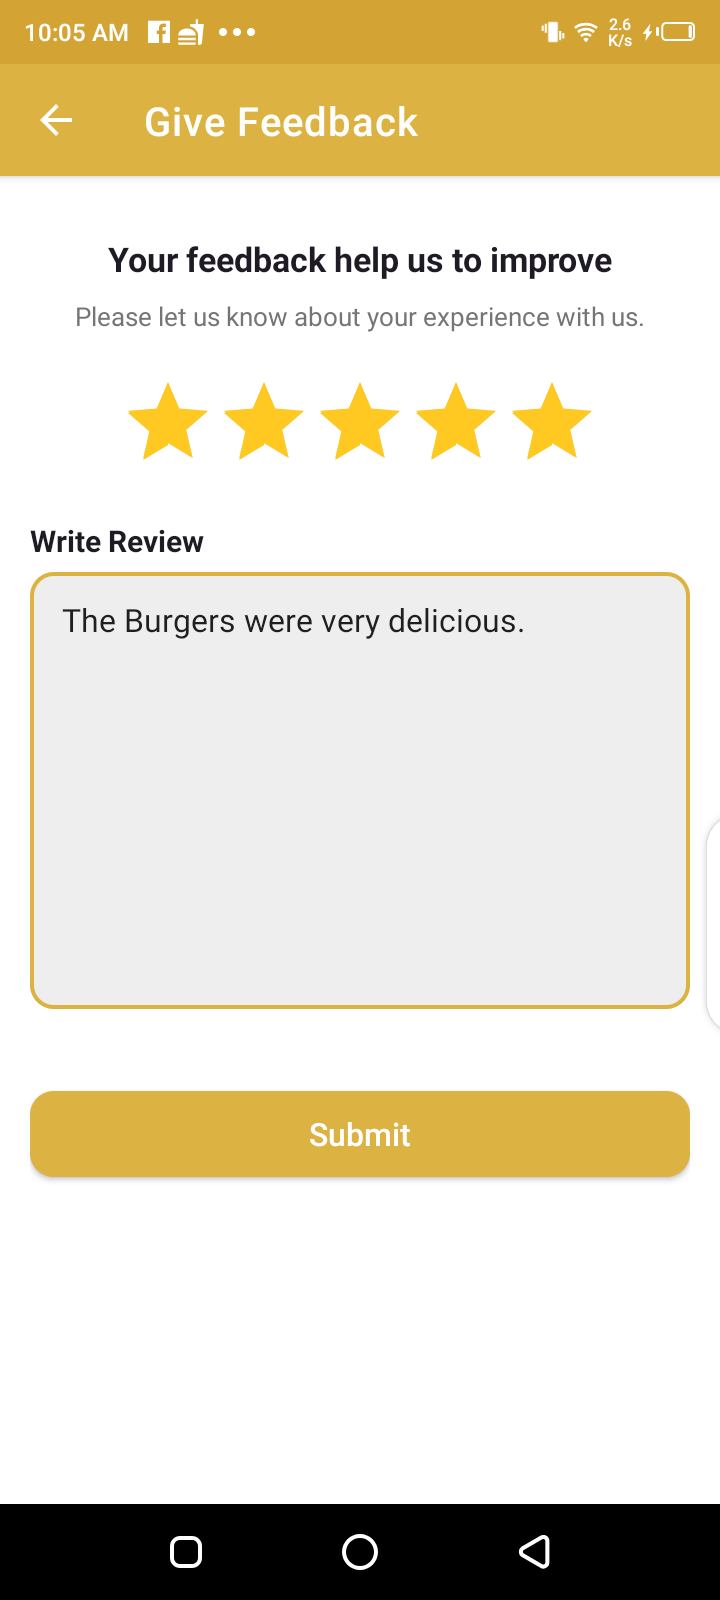 10:05 AM
2.6
K/s
Give Feedback
Your feedback help us to improve
Please let us know about your experience with us.
Write Review
The Burgers were very delicious.
Submit